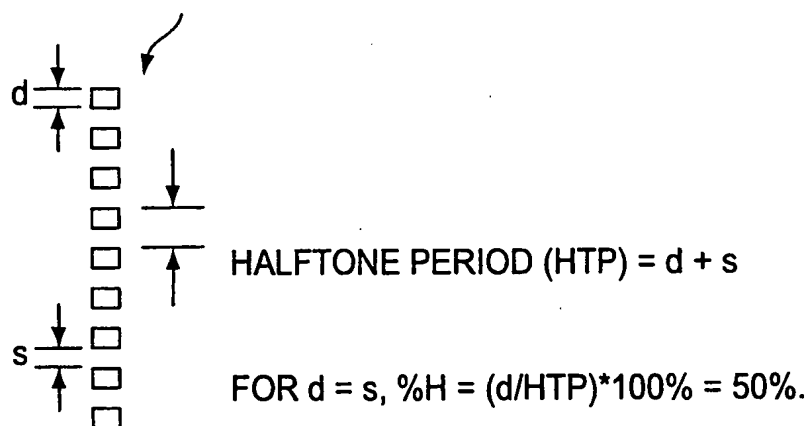 d
HALFTONE PERIOD (HTP) = d + s
s
FOR d = s, %H = (d/HTP)*100% = 50%.